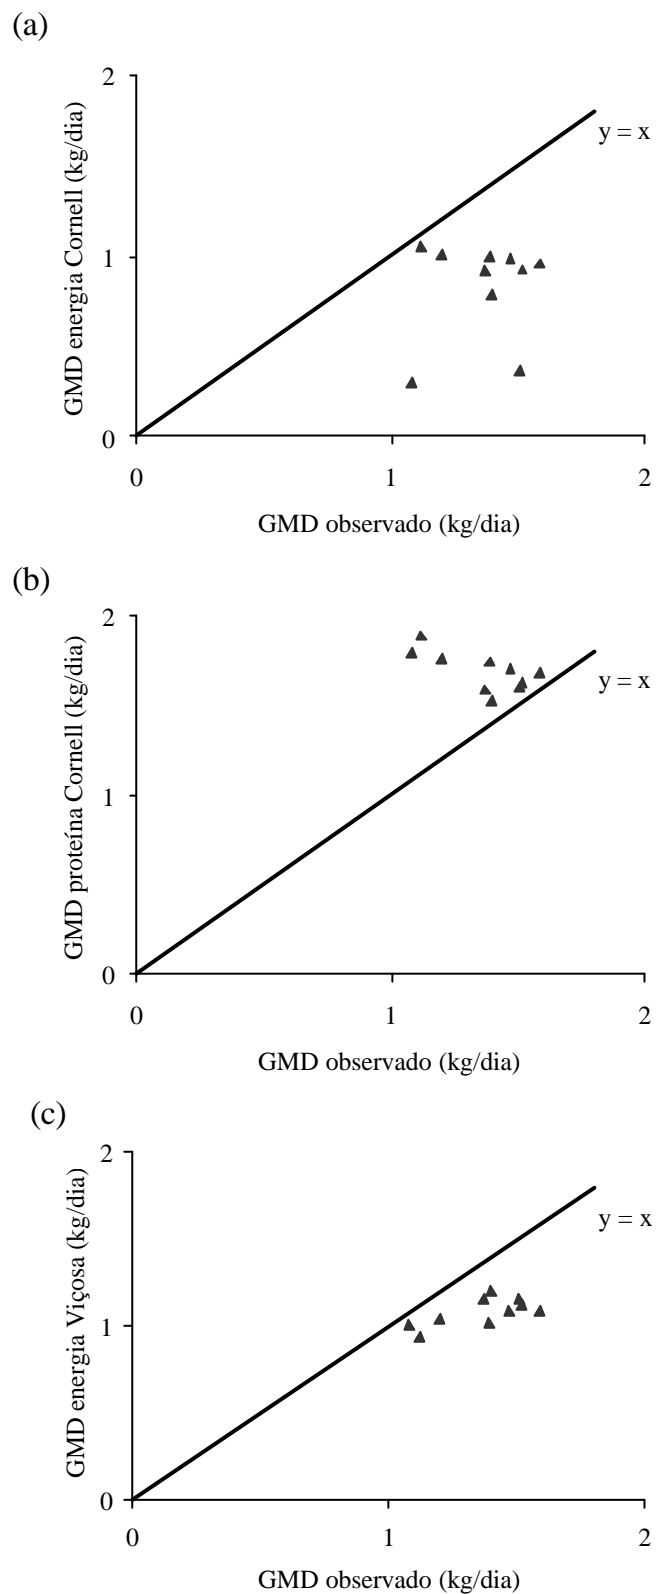 (a)
2
y = x
GMD energia Cornell (kg/dia)
1
0
0
1
2
GMD observado (kg/dia)
(b)
2
y = x
GMD proteína Cornell (kg/dia)
1
0
0
1
2
GMD observado (kg/dia)
(c)
2
y = x
GMD energia Viçosa (kg/dia)
1
0
0
1
2
GMD observado (kg/dia)